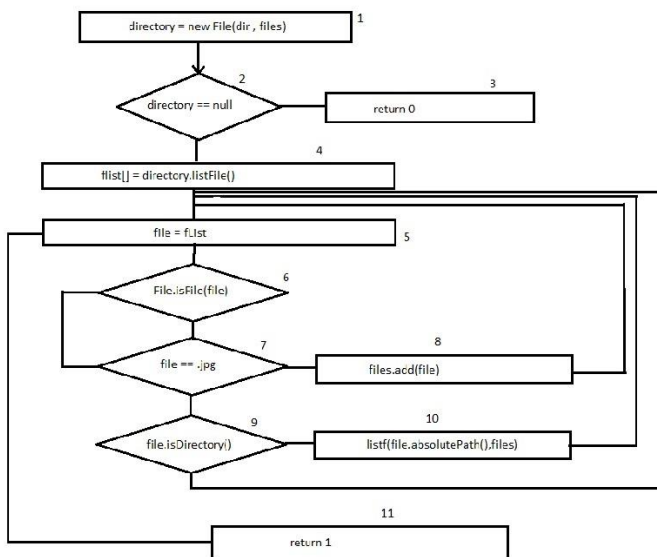 directory = new File(dir , files)
1
2
directory == null
3
return 0
4
flist[] = directory.listFile()
file = fList
5
File.isFile(file)
6
file == .jpg
7
8
files.add(file)
9
file.isDirectory()
10
listf(file.absolutePath(),files)
11
return 1